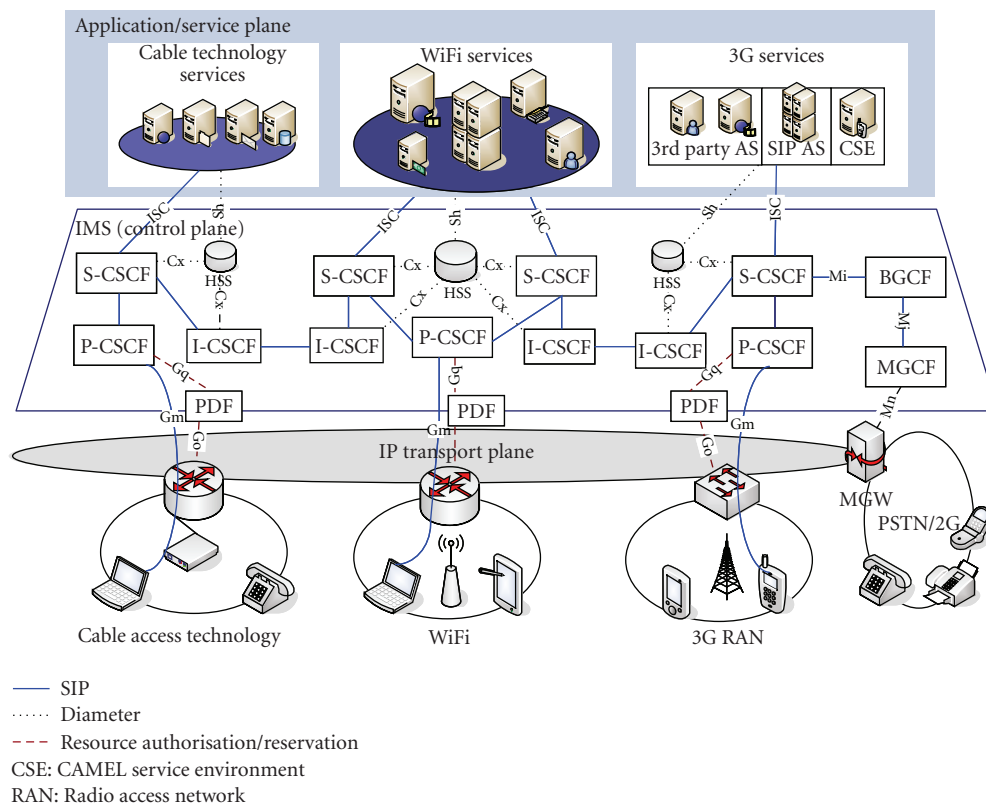 Application/service plane
Cable technology
services
WiFi services
3G services
3rd party AS
SIP AS
CSE
ISC
Sh
ISC
Sh
ISC
Sh
ISC
IMS (control plane)
S-CSCF
Cx
HSS
Cx
S-CSCF
Cx
HSS
Cx
S-CSCF
Cx
Cx
HSS
Cx
Cx
S-CSCF
Mi
BGCF
P-CSCF
I-CSCF
I-CSCF
P-CSCF
I-CSCF
I-CSCF
P-CSCF
Mj
MGCF
Gq
Gq
Gq
PDF
PDF
PDF
Mn
Gm
Go
Gm
Go
Gm
IP transport plane
MGW
PSTN/2G
Cable access technology
WiFi
3G RAN
SIP
Diameter
Resource authorisation/reservation
CSE: CAMEL service environment
RAN: Radio access network